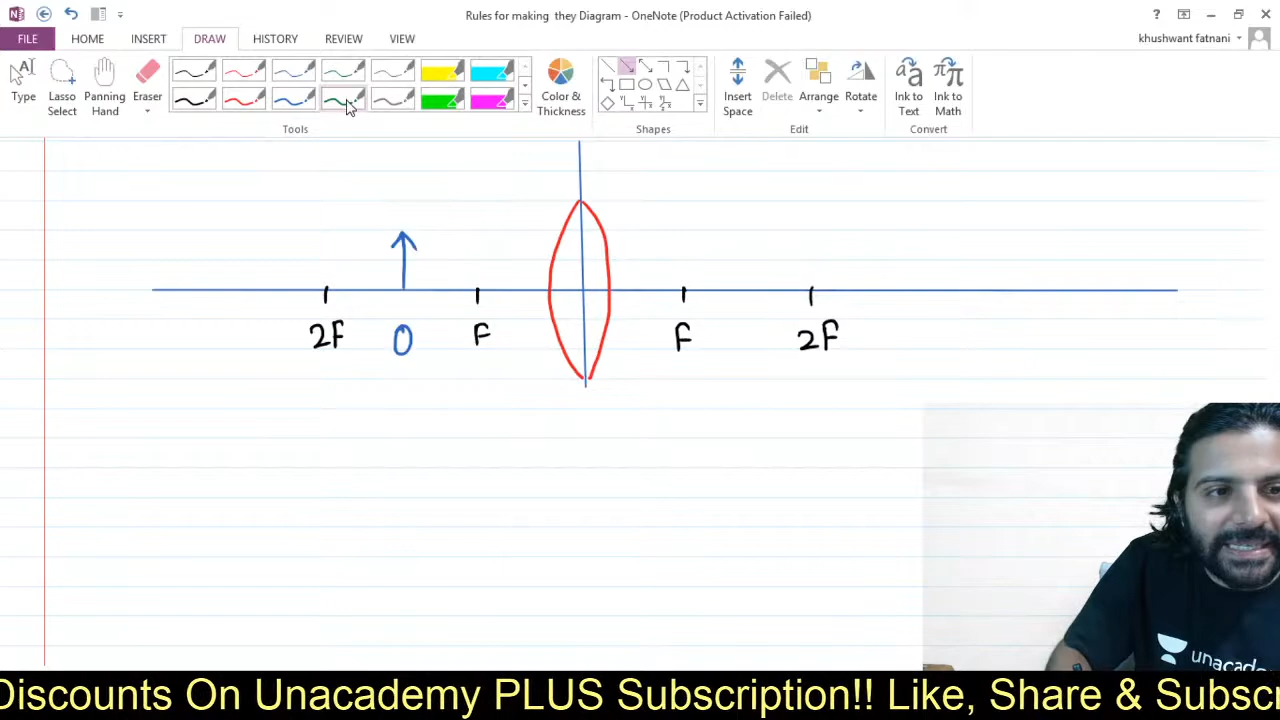 Rules for making they Diagram - OneNote (Product Activation Failed)
?
FILE HOME INSERT DRAW HISTORY REVIEW VIEW khushwant fatnani
Type
Lasso Select
Panning Hand
Eraser
Color & Thickness
Insert Space
Delete
Arrange
Rotate
Ink to Text
Ink to Math
Tools Shapes Edit Convert
2F O F F 2F
unacade
Discounts On Unacademy PLUS Subscription!! Like, Share & Subsc